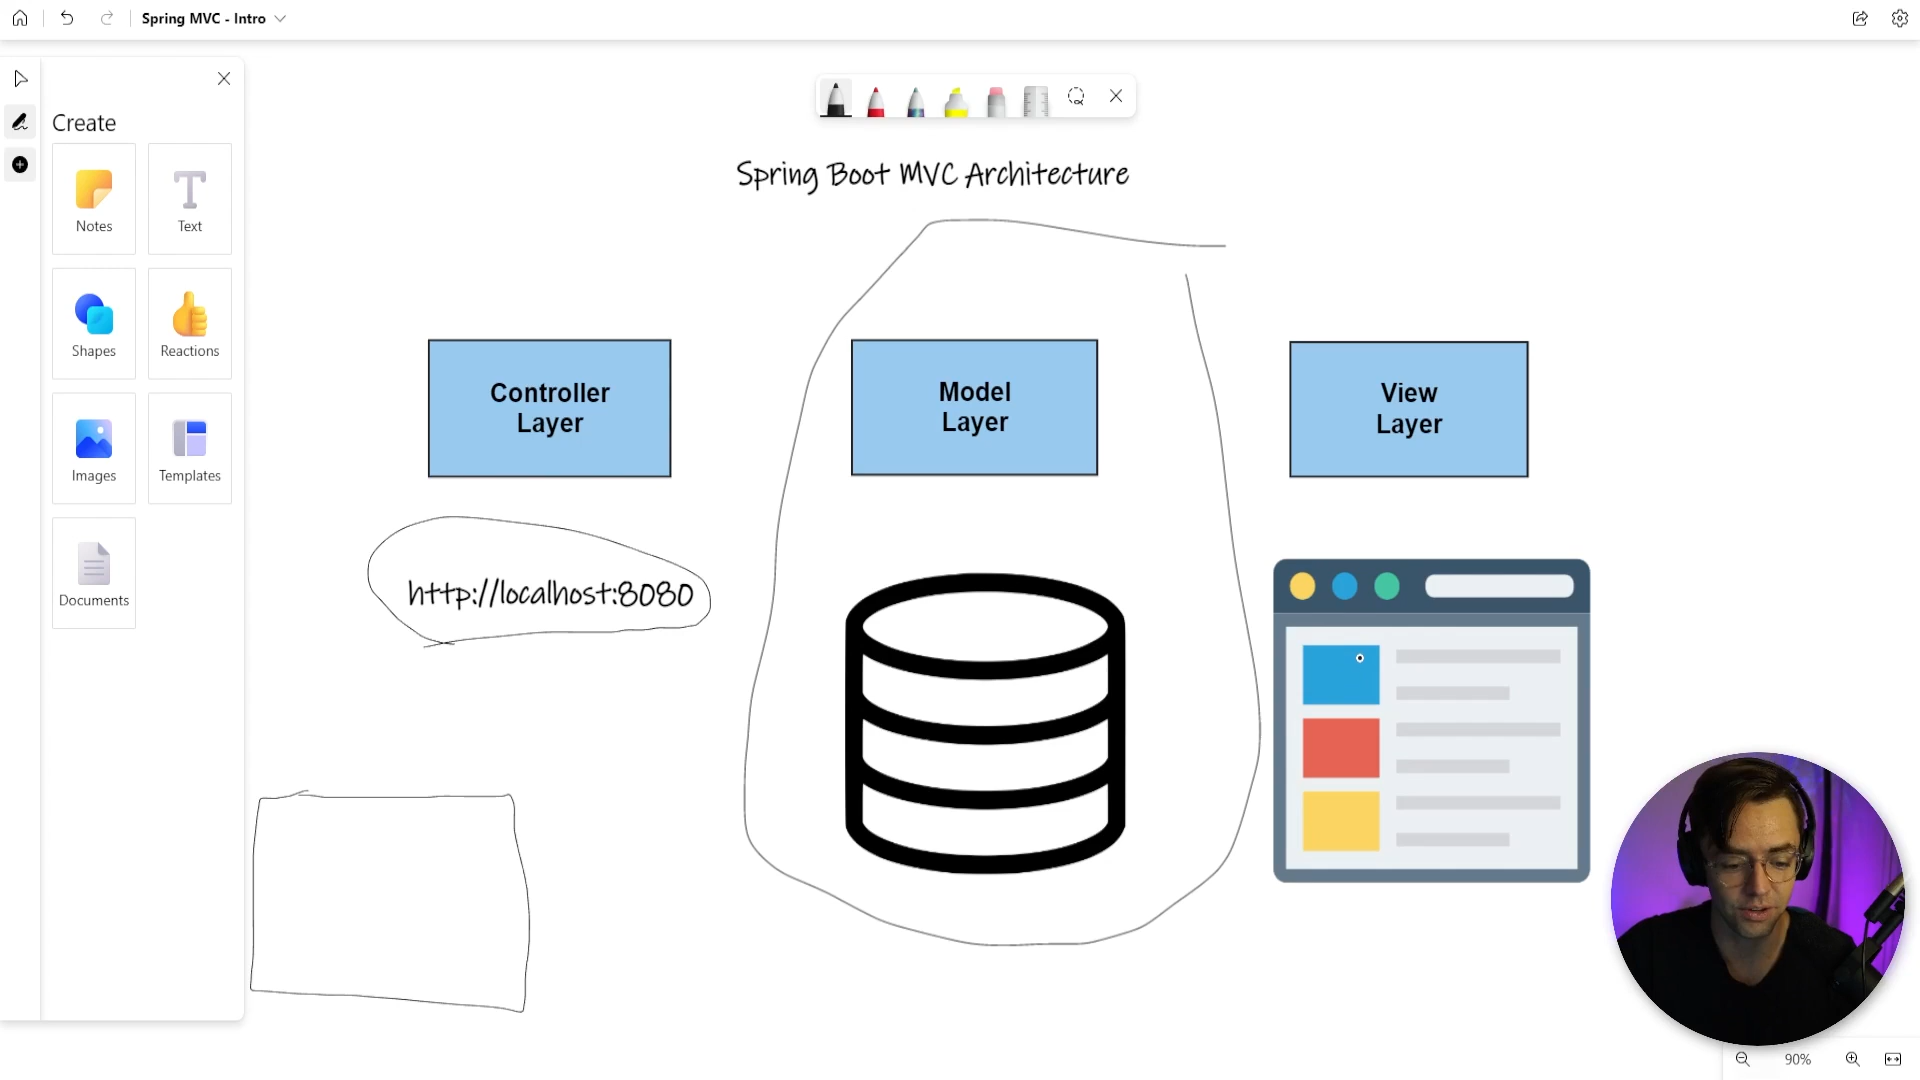 Spring MVC - Intro
Create
Notes
Text
Shapes
Reactions
Images
Templates
Documents
Spring Boot MVC Architecture
Controller
Layer
Model
Layer
View
Layer
http://localhost:8080
90%